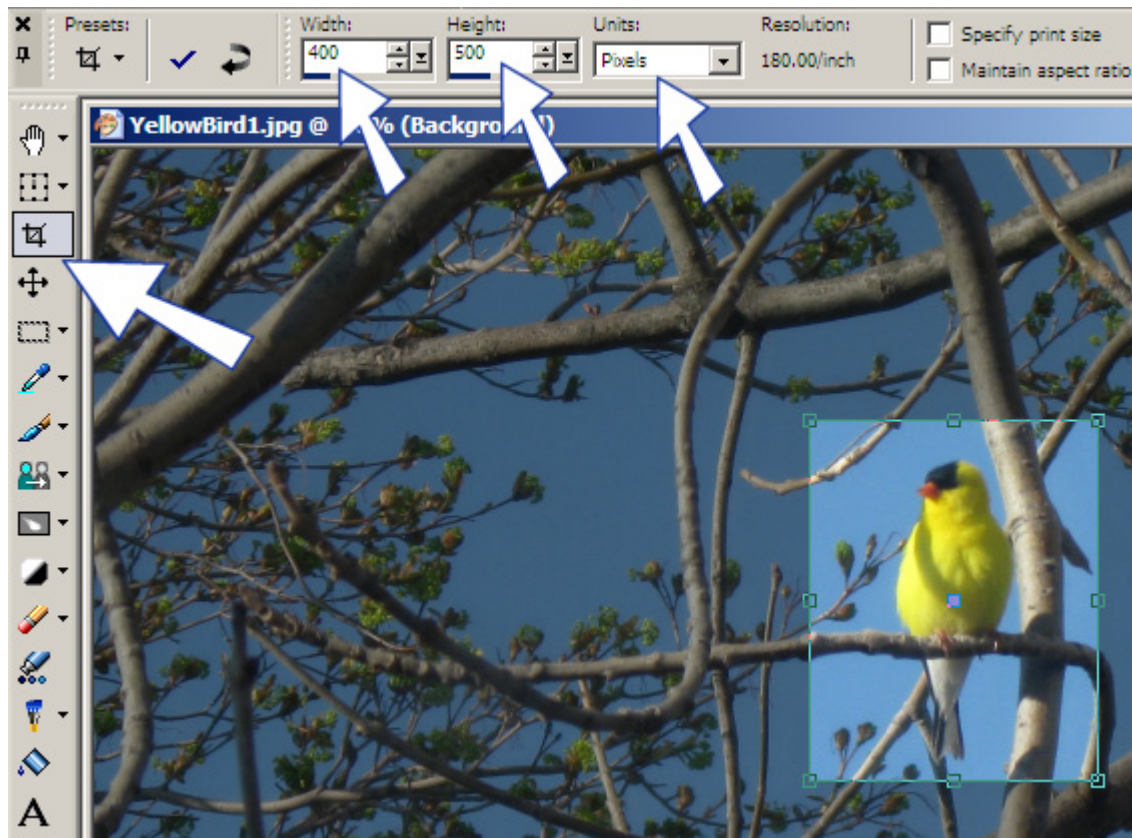 Presets:
Width:
Height:
Units:
Resolution:
400
500
Pixels
180.00/inch
Specify print size
Maintain aspect ratio
YellowBird1.jpg @ % (Background)
A